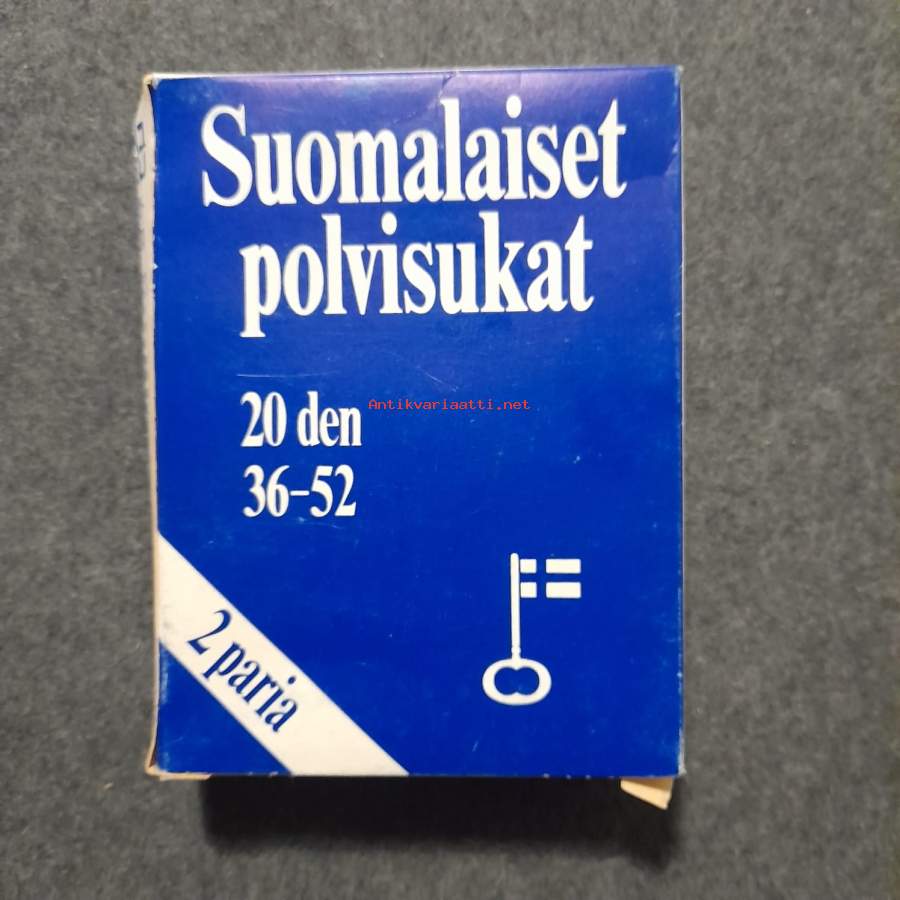 Suomalaiset
polvisukat
20 den
36-52
Antikvariaatti.net
2 paria